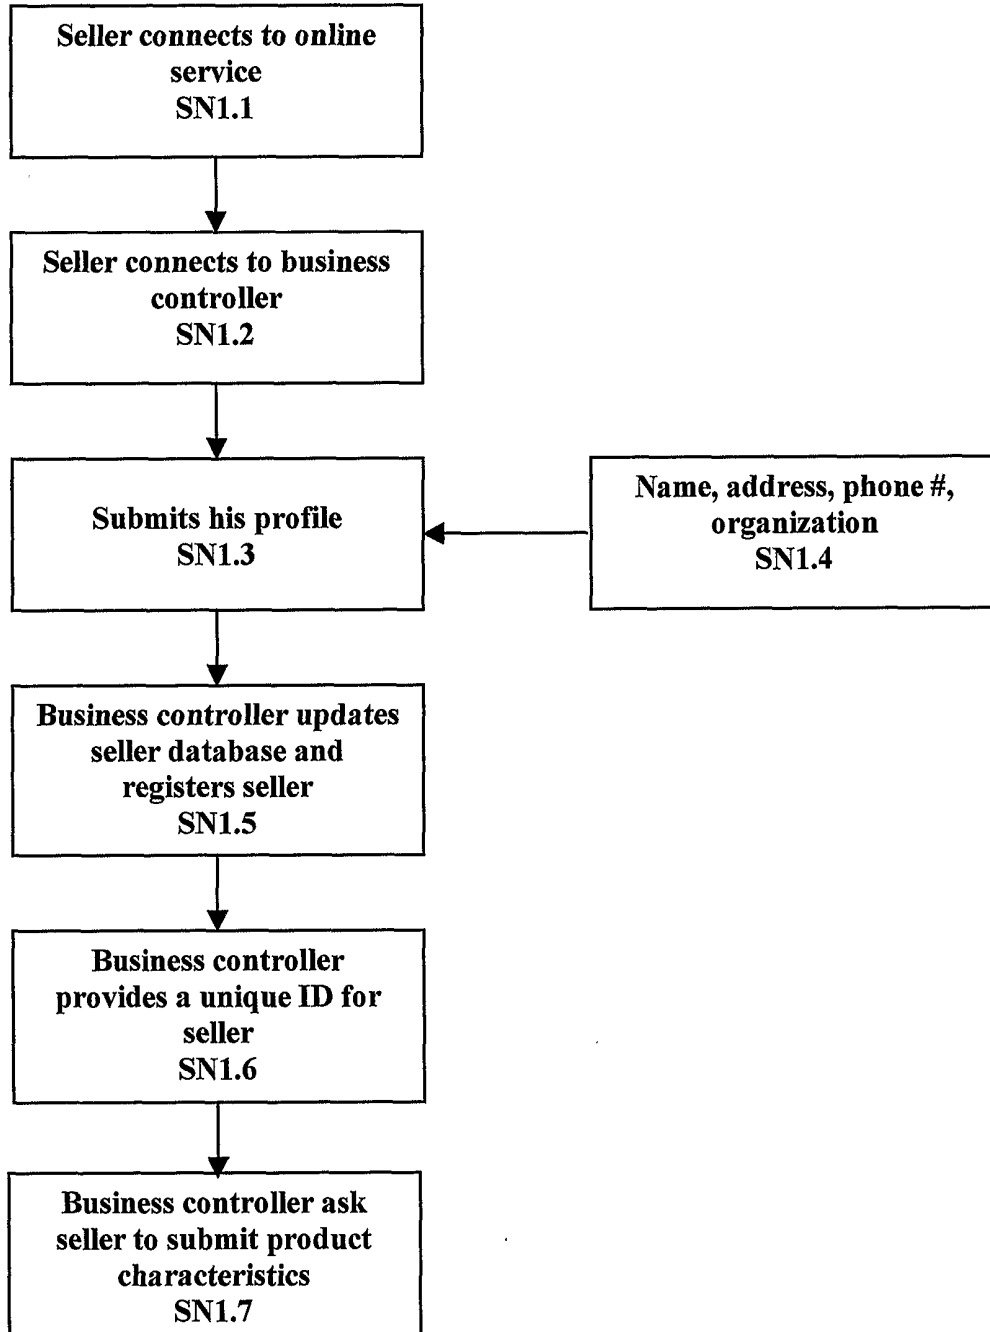 Seller connects to online
service
SN1.1
Seller connects to business
controller
SN1.2
Submits his profile
SN1.3
Name, address, phone #,
organization
SN1.4
Business controller updates
seller database and
registers seller
SN1.5
Business controller
provides a unique ID for
seller
SN1.6
Business controller ask
seller to submit product
characteristics
SN1.7